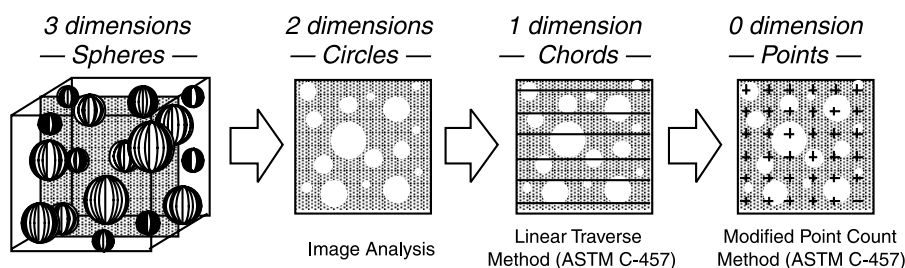 3 dimensions
— Spheres —
2 dimensions
— Circles —
1 dimension
— Chords —
0 dimension
— Points —
Image Analysis
Linear Traverse
Method (ASTM C-457)
Modified Point Count
Method (ASTM C-457)